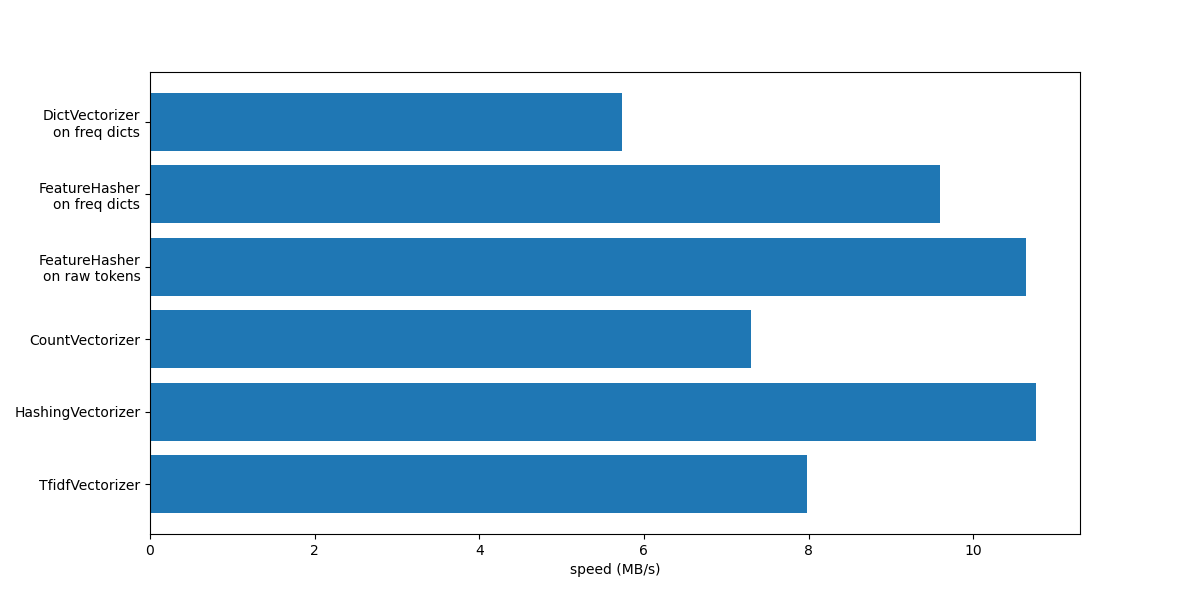 DictVectorizer
on freq dicts
FeatureHasher
on freq dicts
FeatureHasher
on raw tokens
CountVectorizer
HashingVectorizer
TfidfVectorizer
0 2 4 6 8 10
speed (MB/s)